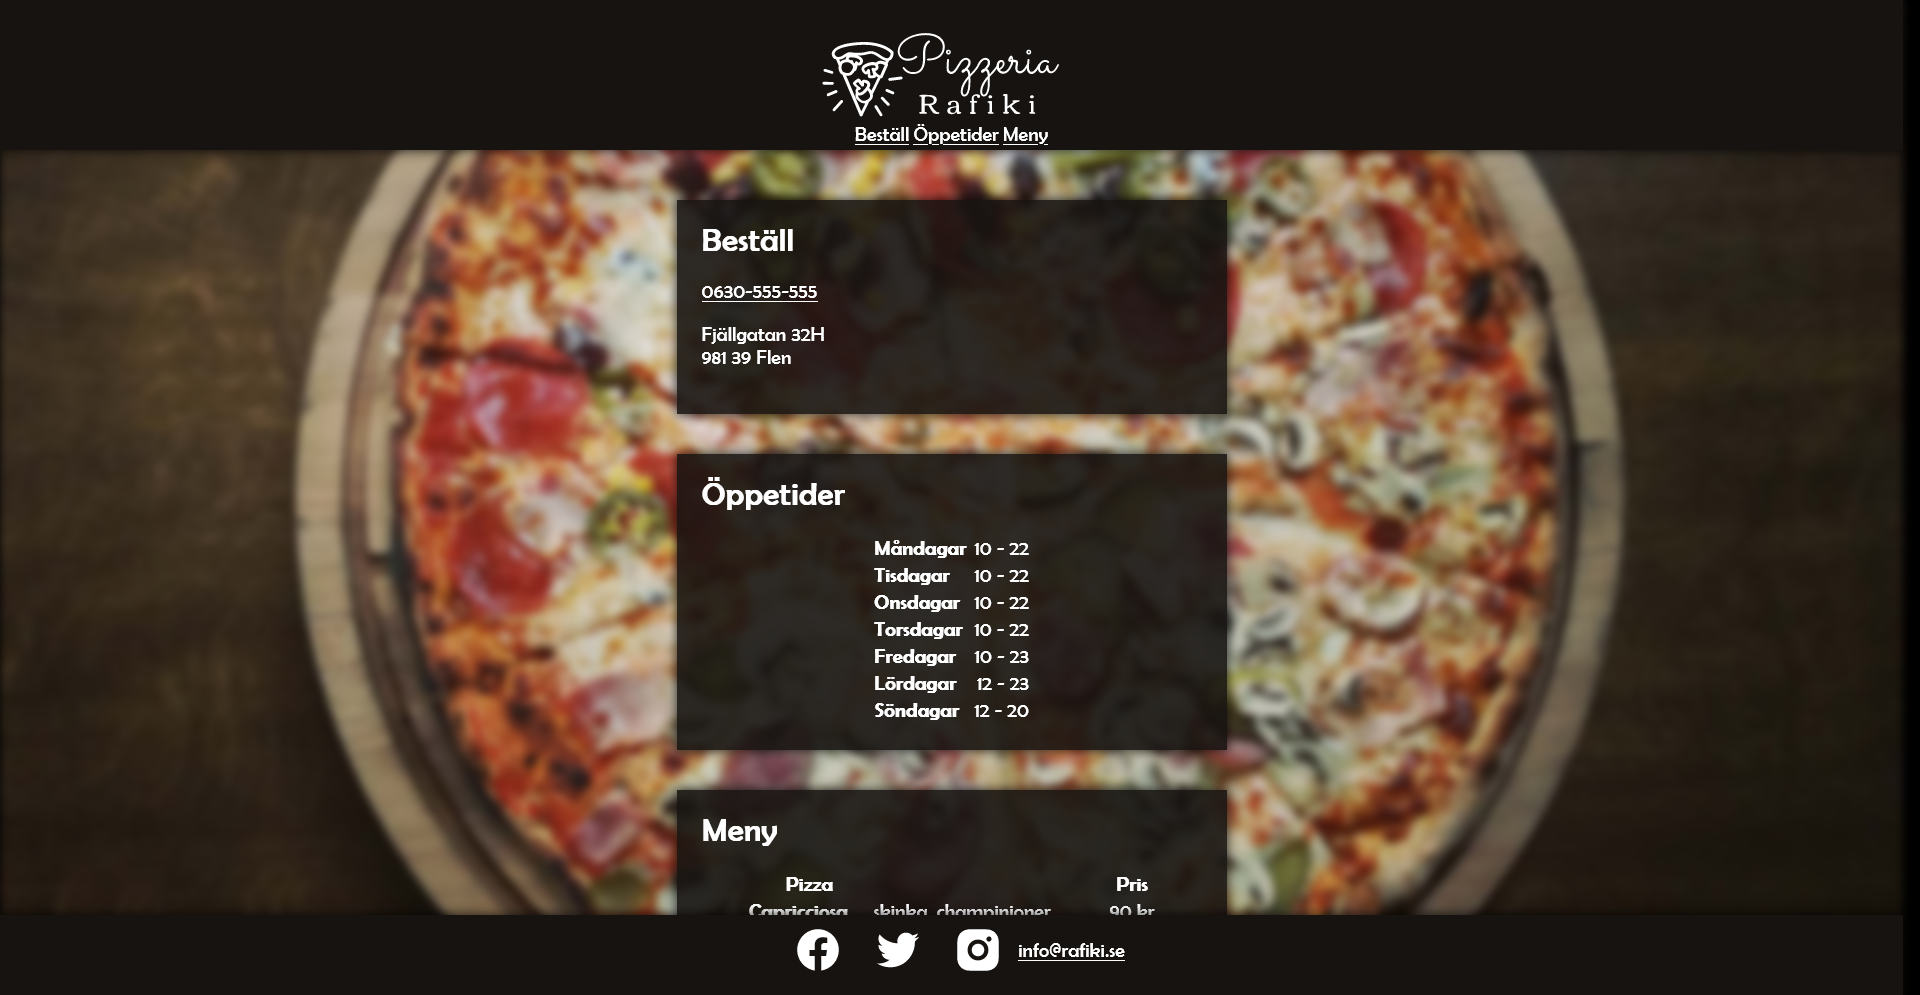 Pizzeria
Rafiki
Beställ Öppetider Meny
Beställ
0630-555-555
Fjällgatan 32H
981 39 Flen
Öppetider
Måndagar 10 - 22
Tisdagar 10 - 22
Onsdagar 10 - 22
Torsdagar 10 - 22
Fredagar 10 - 23
Lördagar 12 - 23
Söndagar 12 - 20
Meny
Pizza Pris
Capricciosa skinka, champinjoner 90 kr
info@rafiki.se